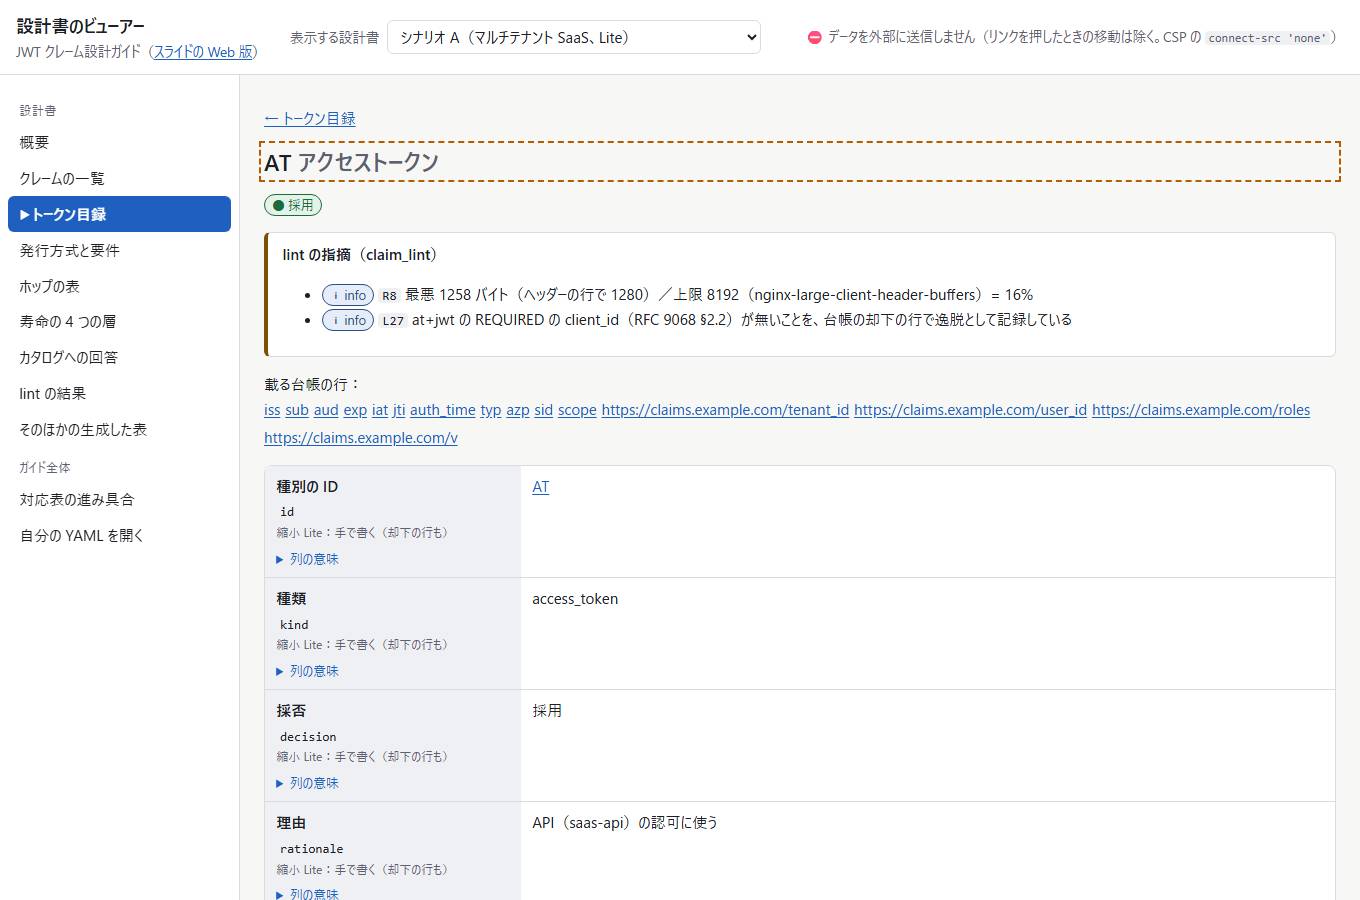 設計書のビューアー
JWT クレーム設計ガイド（スライドの Web 版）
表示する設計書
シナリオ A（マルチテナント SaaS、Lite）
データを外部に送信しません（リンクを押したときの移動は除く。CSP の connect-src 'none' ）
設計書
概要
クレームの一覧
▶トークン目録
発行方式と要件
ホップの表
寿命の 4 つの層
カタログへの回答
lint の結果
そのほかの生成した表
ガイド全体
対応表の進み具合
自分の YAML を開く
← トークン目録
AT アクセストークン
採用
lint の指摘（claim_lint）
i info R8 最悪 1258 バイト（ヘッダーの行で 1280）／上限 8192（nginx-large-client-header-buffers）= 16%
i info L27 at+jwt の REQUIRED の client_id（RFC 9068 §2.2）が無いことを、台帳の却下の行で逸脱として記録している
載る台帳の行：
iss sub aud exp iat jti auth_time typ azp sid scope https://claims.example.com/tenant_id https://claims.example.com/user_id https://claims.example.com/roles
https://claims.example.com/v
種別の ID
AT
id
縮小 Lite：手で書く（却下の行も）
▶ 列の意味
種類
access_token
kind
縮小 Lite：手で書く（却下の行も）
▶ 列の意味
採否
採用
decision
縮小 Lite：手で書く（却下の行も）
▶ 列の意味
理由
API（saas-api）の認可に使う
rationale
縮小 Lite：手で書く（却下の行も）
▶ 列の意味